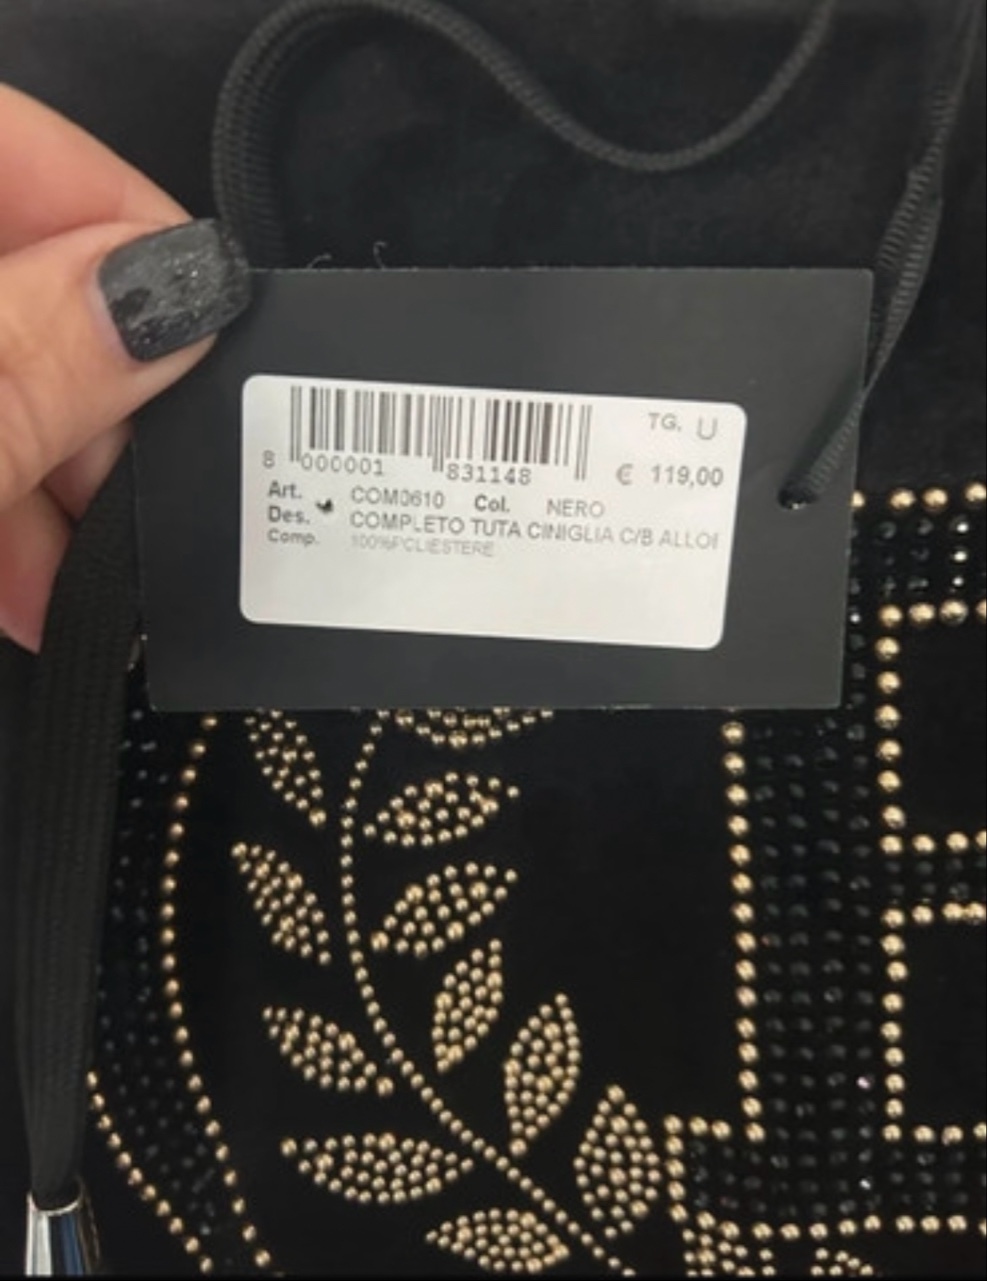 TG. U
8 000001 831148
€ 119,00
Art. COM0610 Col. NERO
Des. COMPLETO TUTA CINIGLIA C/B ALLOI
Comp. 100%POLIESTERE